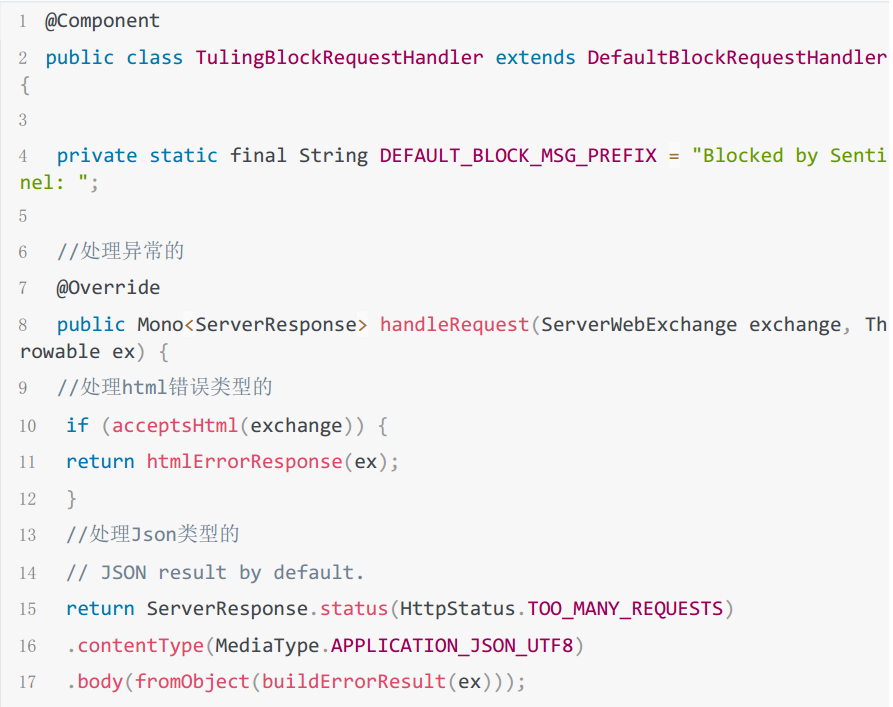 1 @Component
2 public class TulingBlockRequestHandler extends DefaultBlockRequestHandler
{
3
4 private static final String DEFAULT_BLOCK_MSG_PREFIX = "Blocked by Senti
nel: ";
5
6 //处理异常的
7 @Override
8 public Mono<ServerResponse> handleRequest(ServerWebExchange exchange, Th
rowable ex) {
9 //处理html错误类型的
10 if (acceptsHtml(exchange)) {
11 return htmlErrorResponse(ex);
12 }
13 //处理Json类型的
14 // JSON result by default.
15 return ServerResponse.status(HttpStatus.TOO_MANY_REQUESTS)
16 .contentType(MediaType.APPLICATION_JSON_UTF8)
17 .body(fromObject(buildErrorResult(ex)));